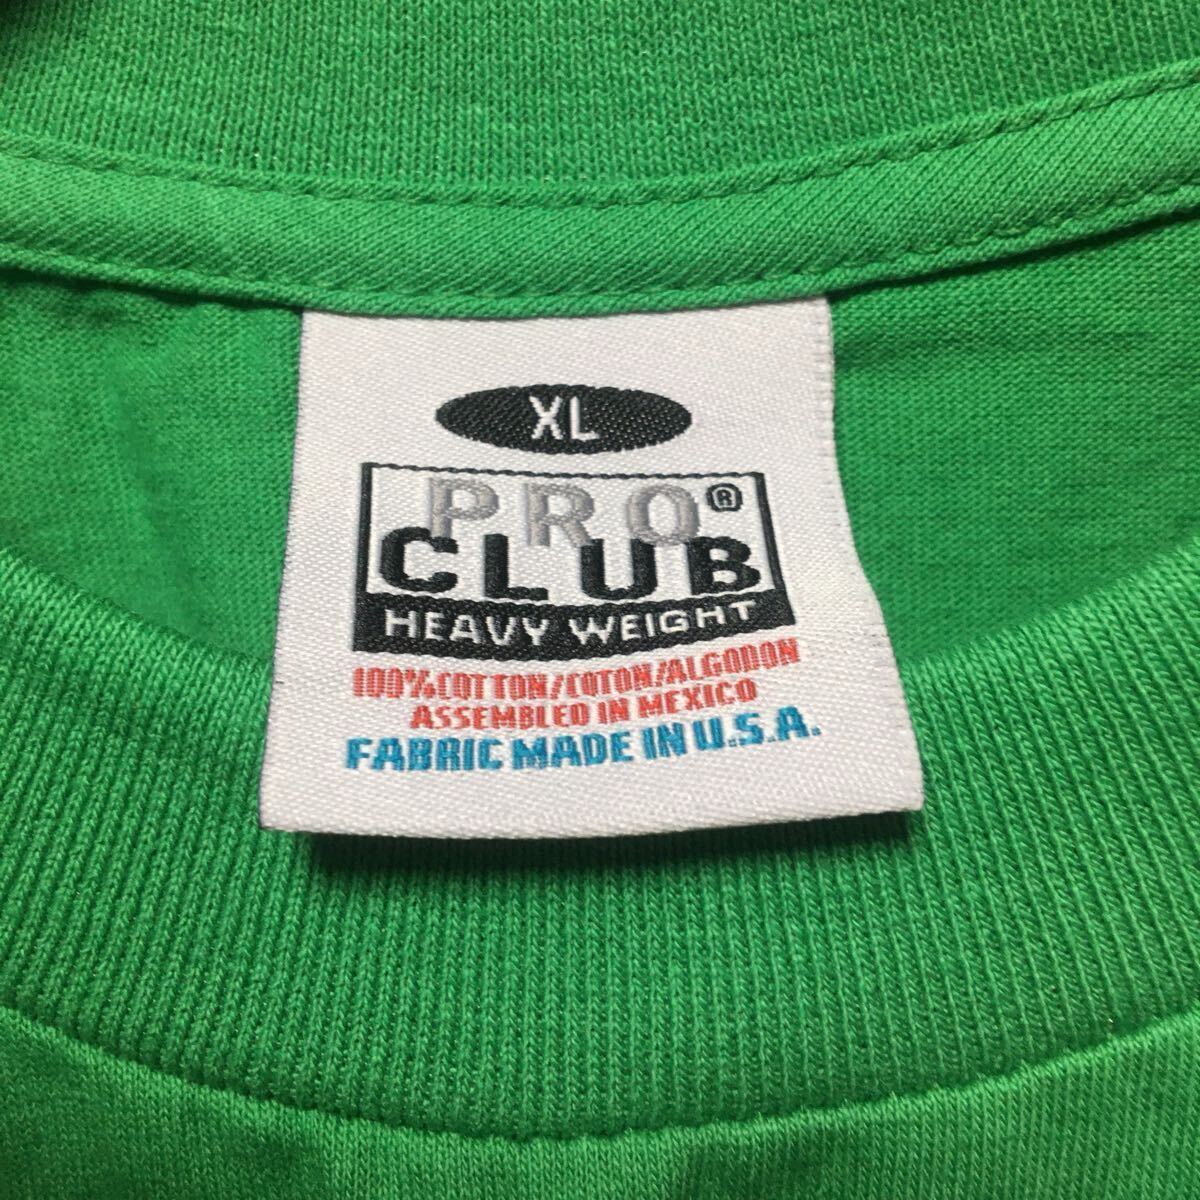 XL
PRO®
CLUB
HEAVY WEIGHT
100%COTTON/COTON/ALGODON
ASSEMBLED IN MEXICO
FABRIC MADE IN U.S.A.